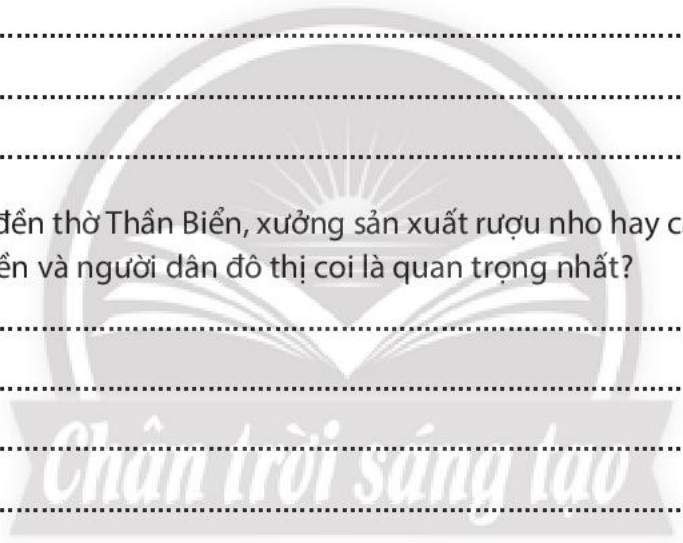 đền thờ Thần Biển, xưởng sản xuất rượu nho hay
và người dân đô thị coi là quan trọng nhất?
Chân trời sáng tạo